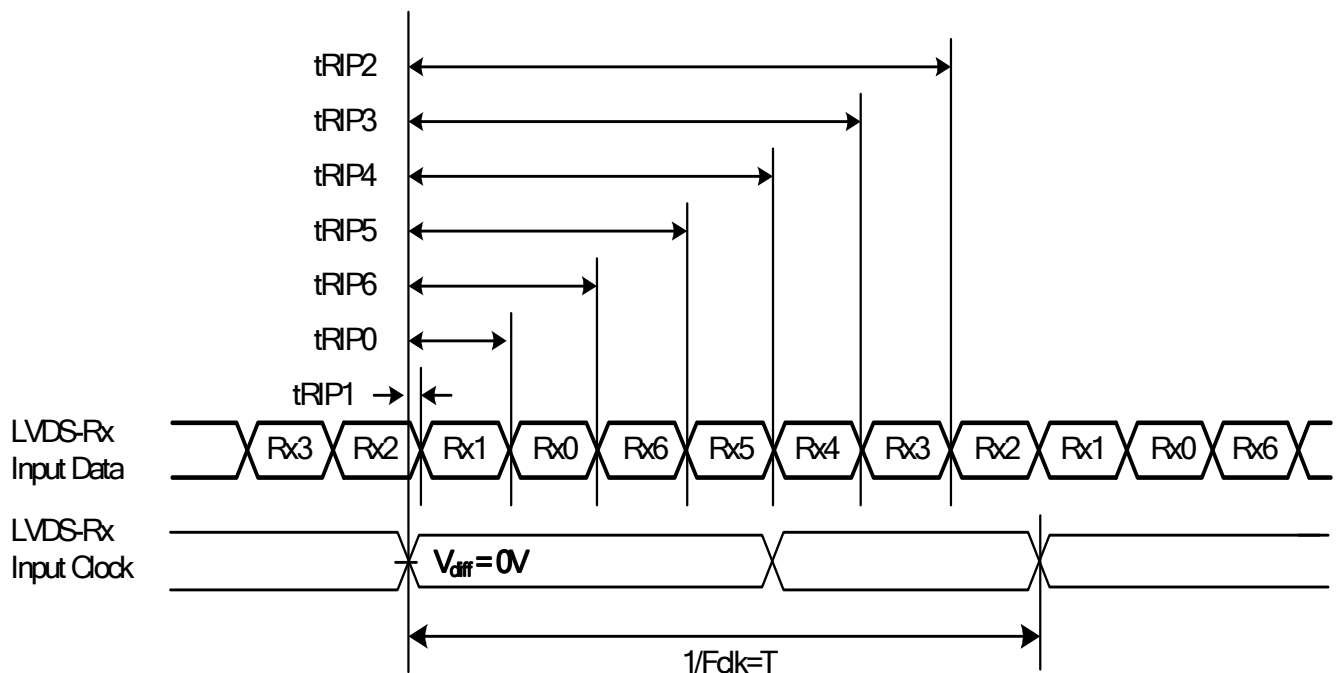 tRIP2
tRIP3
tRIP4
tRIP5
tRIP6
tRIP0
tRIP1
LVDS-Rx
Input Data
Rx3 Rx2 Rx1 Rx0 Rx6 Rx5 Rx4 Rx3 Rx2 Rx1 Rx0 Rx6
LVDS-Rx
Input Clock
Vdiff = 0V
1/Fclk=T